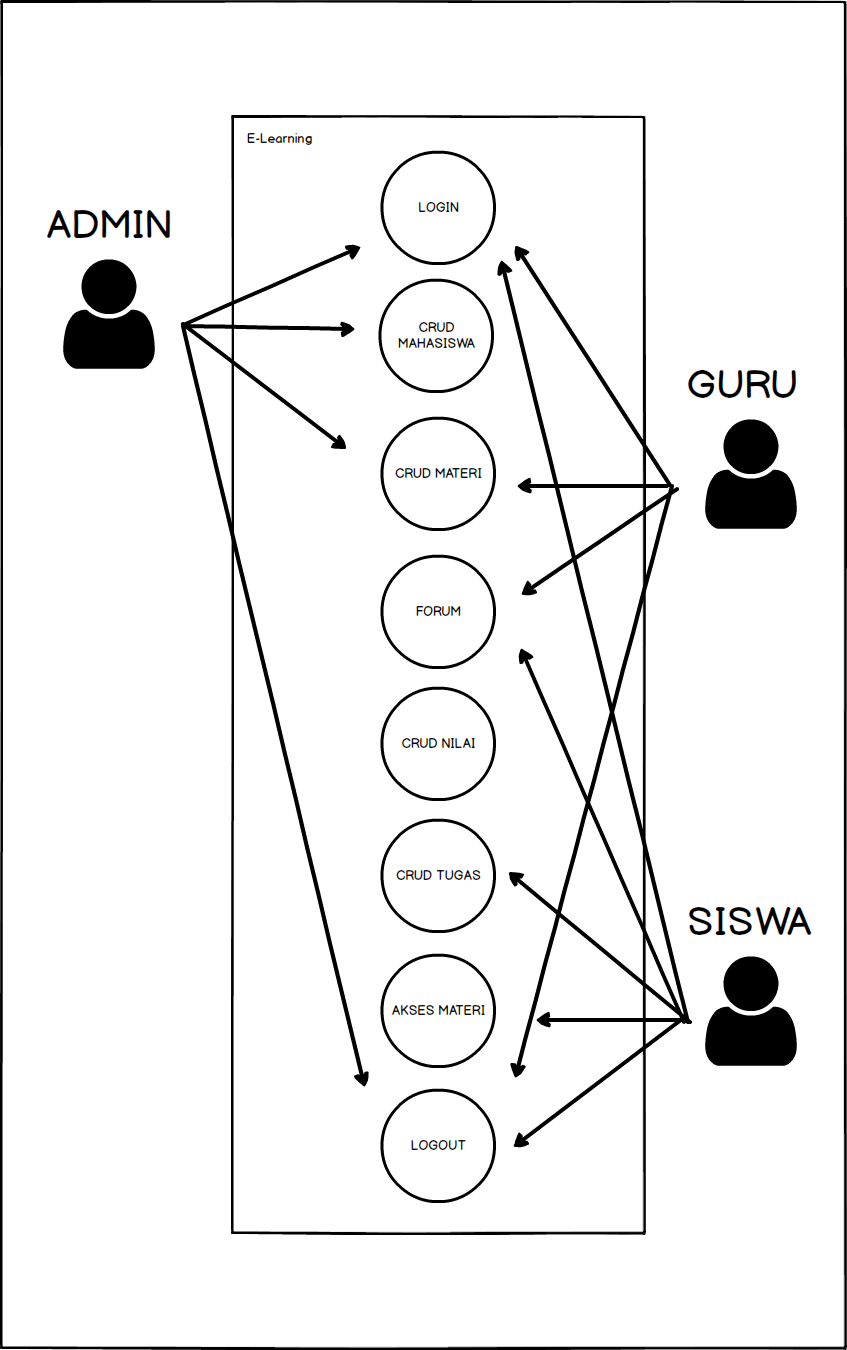 E-Learning
LOGIN
ADMIN
CRUD
MAHASISWA
GURU
CRUD MATERI
FORUM
CRUD NILAI
CRUD TUGAS
SISWA
AKSES MATERI
LOGOUT